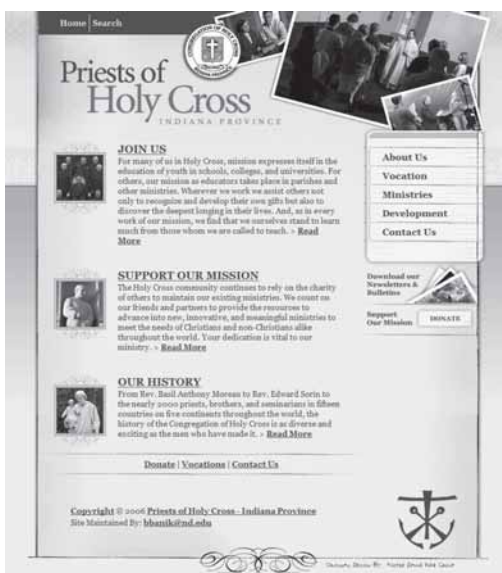 Home | Search
CONGREGATION OF HOLY CROSS
INDIANA PROVINCE
Priests of
Holy Cross
INDIANA PROVINCE
JOIN US
For many of us in Holy Cross, mission expresses itself in the
education of youth in schools, colleges, and universities. For
others, our mission as educators takes place in parishes and
other ministries. Wherever we work we assist others not
only to recognize and develop their own gifts but also to
discover the deepest longing in their lives. And, as in every
work of our mission, we find that we ourselves stand to learn
much from those whom we are called to teach. > Read
More
SUPPORT OUR MISSION
The Holy Cross community continues to rely on the charity
of others to maintain our existing ministries. We count on
our friends and partners to provide the resources to
advance into new, innovative, and meaningful ministries to
meet the needs of Christians and non-Christians alike
throughout the world. Your dedication is vital to our
ministry. > Read More
OUR HISTORY
From Rev. Basil Anthony Moreau to Rev. Edward Sorin to
the nearly 2000 priests, brothers, and seminarians in fifteen
countries on five continents throughout the world, the
history of the Congregation of Holy Cross is as diverse and
exciting as the men who have made it. > Read More
About Us
Vocation
Ministries
Development
Contact Us
Download our
Newsletters &
Bulletins
Support
Our Mission
DONATE
Donate | Vocations | Contact Us
Copyright © 2006 Priests of Holy Cross - Indiana Province
Site Maintained By: hbanik@nd.edu